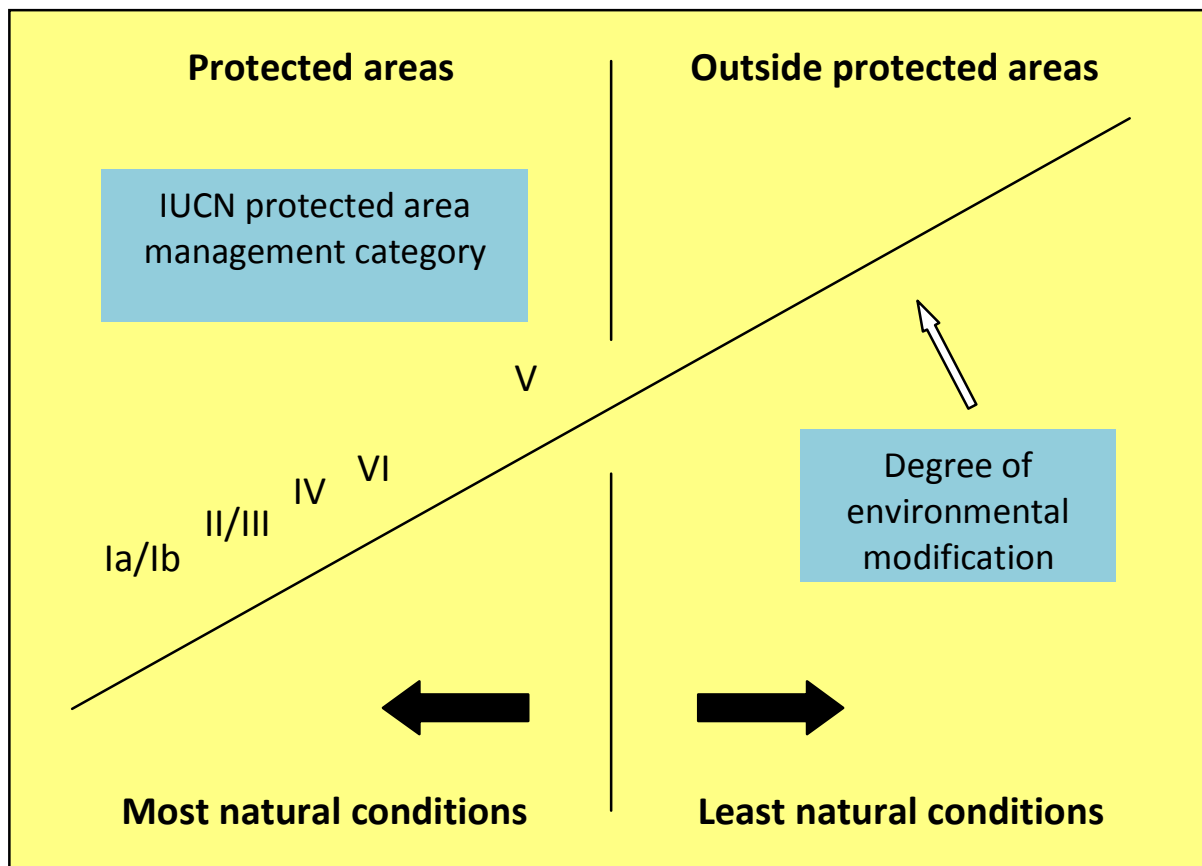 Protected areas
Outside protected areas
IUCN protected area
management category
V
VI
IV
II/III
Ia/Ib
Degree of
environmental
modification
Most natural conditions
Least natural conditions